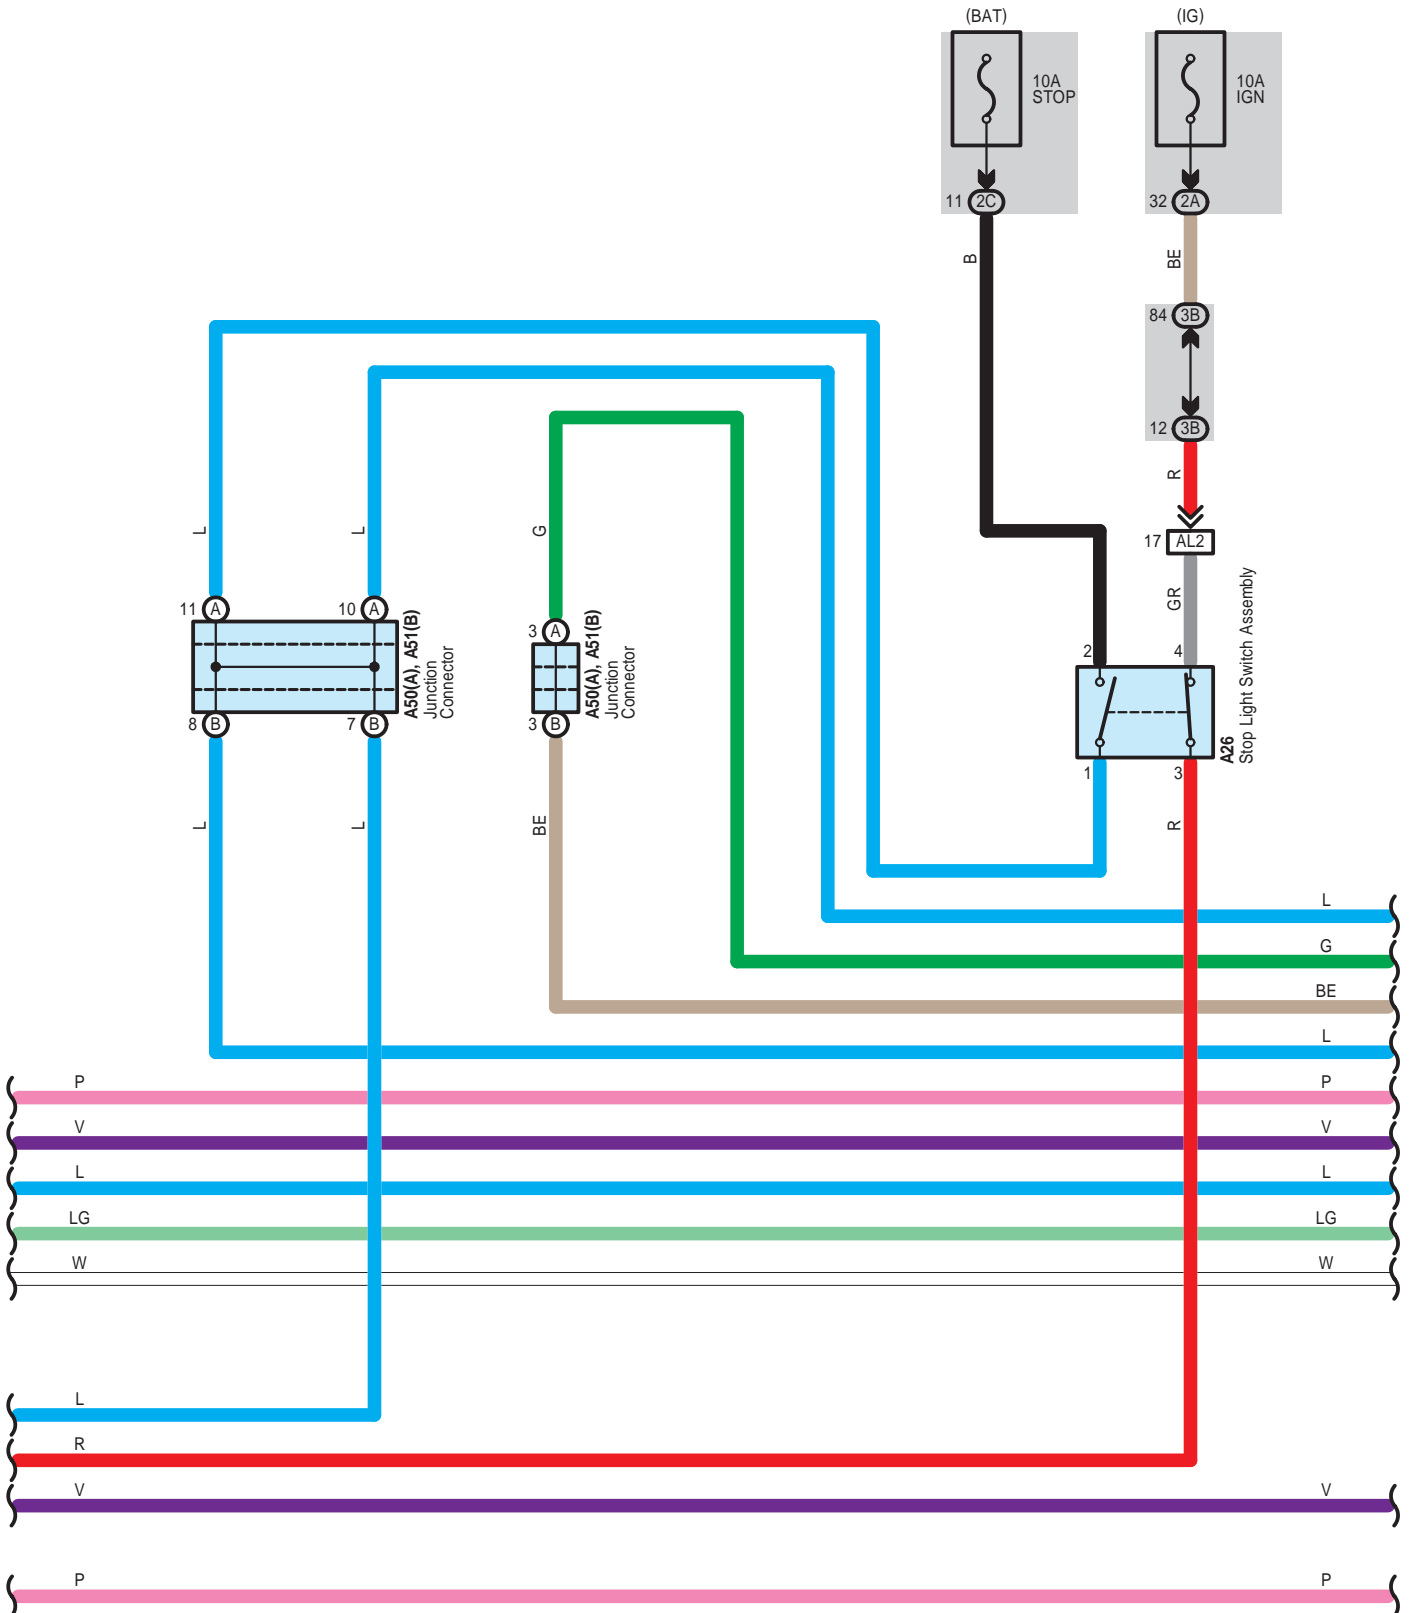 (BAT)
(IG)
10A
STOP
10A
IGN
11
2C
32
2A
B
BE
84
3B
12
3B
R
L
L
G
17
AL2
GR
11
A
10
A
3
A
A50(A), A51(B)
Junction
Connector
A50(A), A51(B)
Junction
Connector
2
4
8
B
7
B
3
B
A26
Stop Light Switch Assembly
1
3
L
L
BE
R
L
G
BE
L
P
P
V
V
L
L
LG
LG
W
W
L
R
V
V
P
P